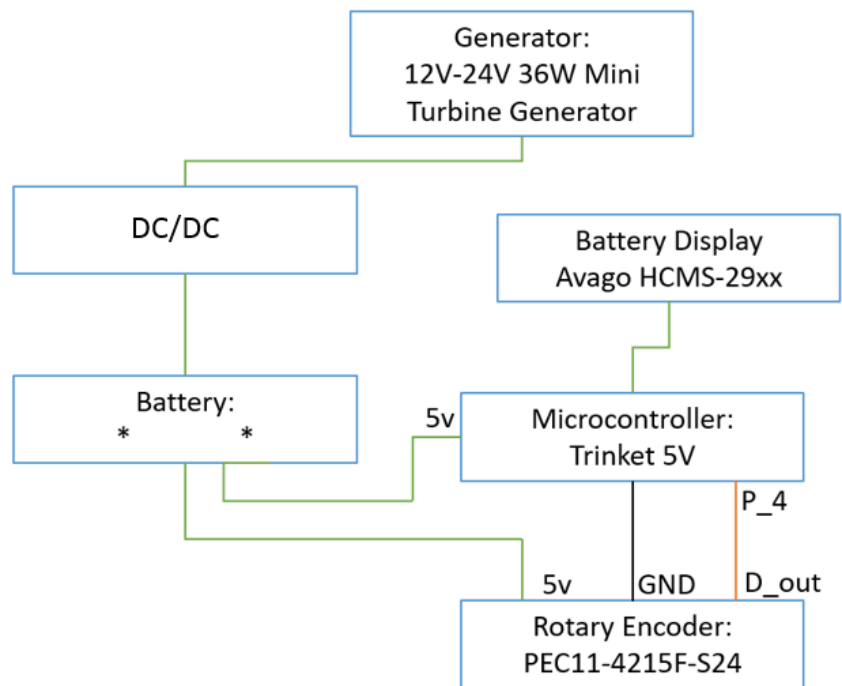 Generator:
12V-24V 36W Mini
Turbine Generator
DC/DC
Battery Display
Avago HCMS-29xx
Battery:
* *
5v
Microcontroller:
Trinket 5V
P_4
5v
GND
D_out
Rotary Encoder:
PEC11-4215F-S24